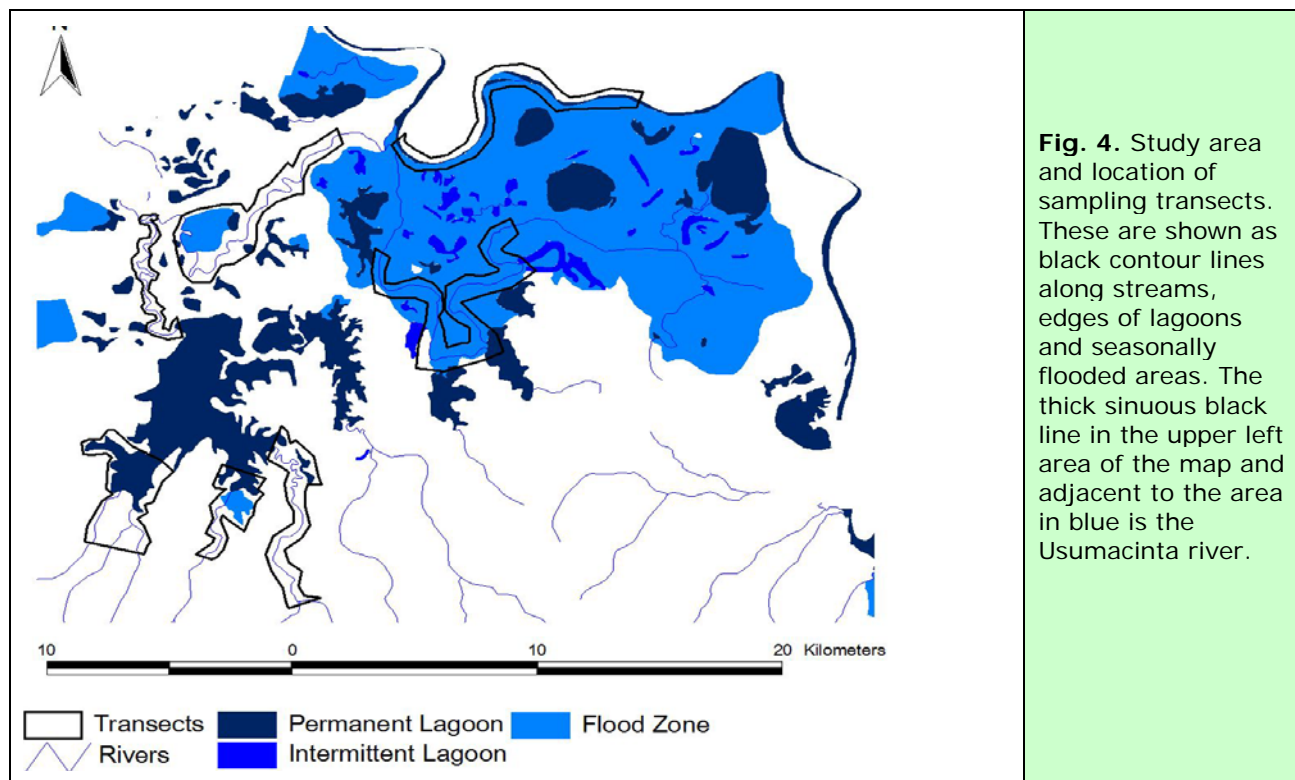 N
10 0 10 20 Kilometers
Transects Permanent Lagoon Flood Zone
Rivers Intermittent Lagoon
Fig. 4. Study area
and location of
sampling transects.
These are shown as
black contour lines
along streams,
edges of lagoons
and seasonally
flooded areas. The
thick sinuous black
line in the upper left
area of the map and
adjacent to the area
in blue is the
Usumacinta river.